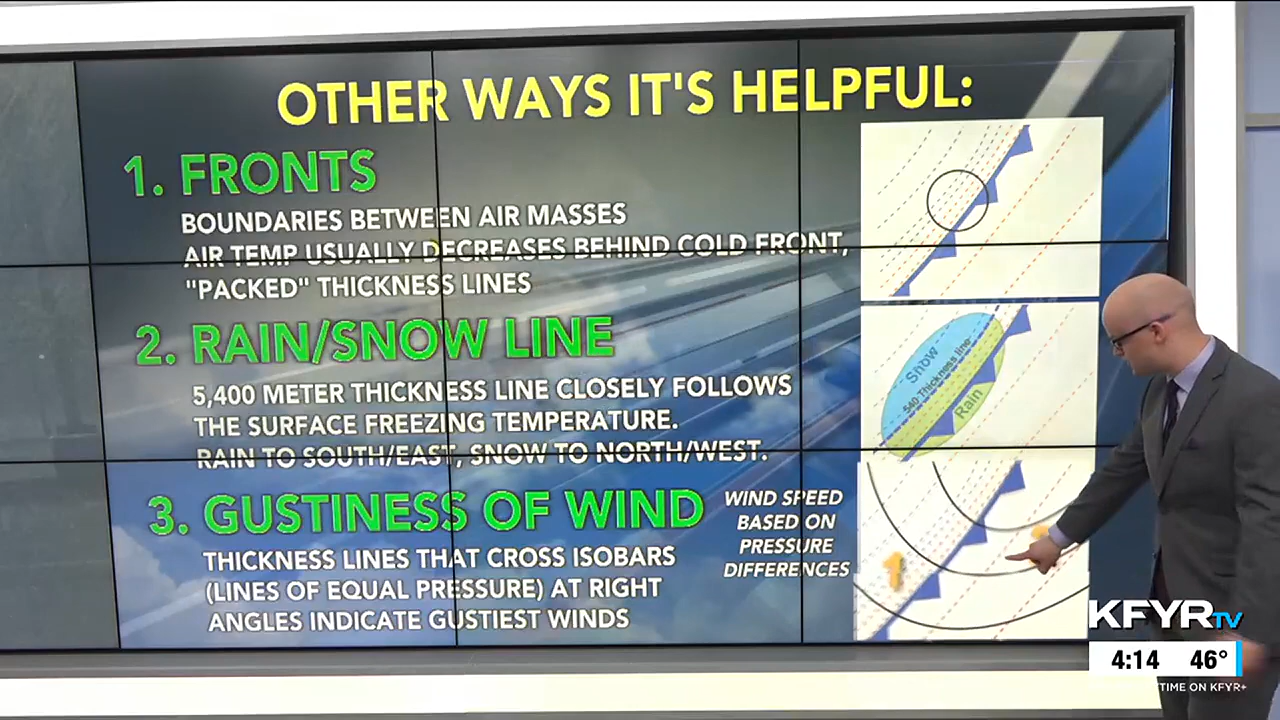 OTHER WAYS IT'S HELPFUL:
1. FRONTS
BOUNDARIES BETWEEN AIR MASSES
AIR TEMP USUALLY DECREASES BEHIND COLD FRONT,
"PACKED" THICKNESS LINES
2. RAIN/SNOW LINE
5,400 METER THICKNESS LINE CLOSELY FOLLOWS
THE SURFACE FREEZING TEMPERATURE.
RAIN TO SOUTH/EAST, SNOW TO NORTH/WEST.
Snow
540 Thickness line
Rain
3. GUSTINESS OF WIND
THICKNESS LINES THAT CROSS ISOBARS
(LINES OF EQUAL PRESSURE) AT RIGHT
ANGLES INDICATE GUSTIEST WINDS
WIND SPEED
BASED ON
PRESSURE
DIFFERENCES
1
KFYR TV
4:14 46°
TIME ON KFYR+